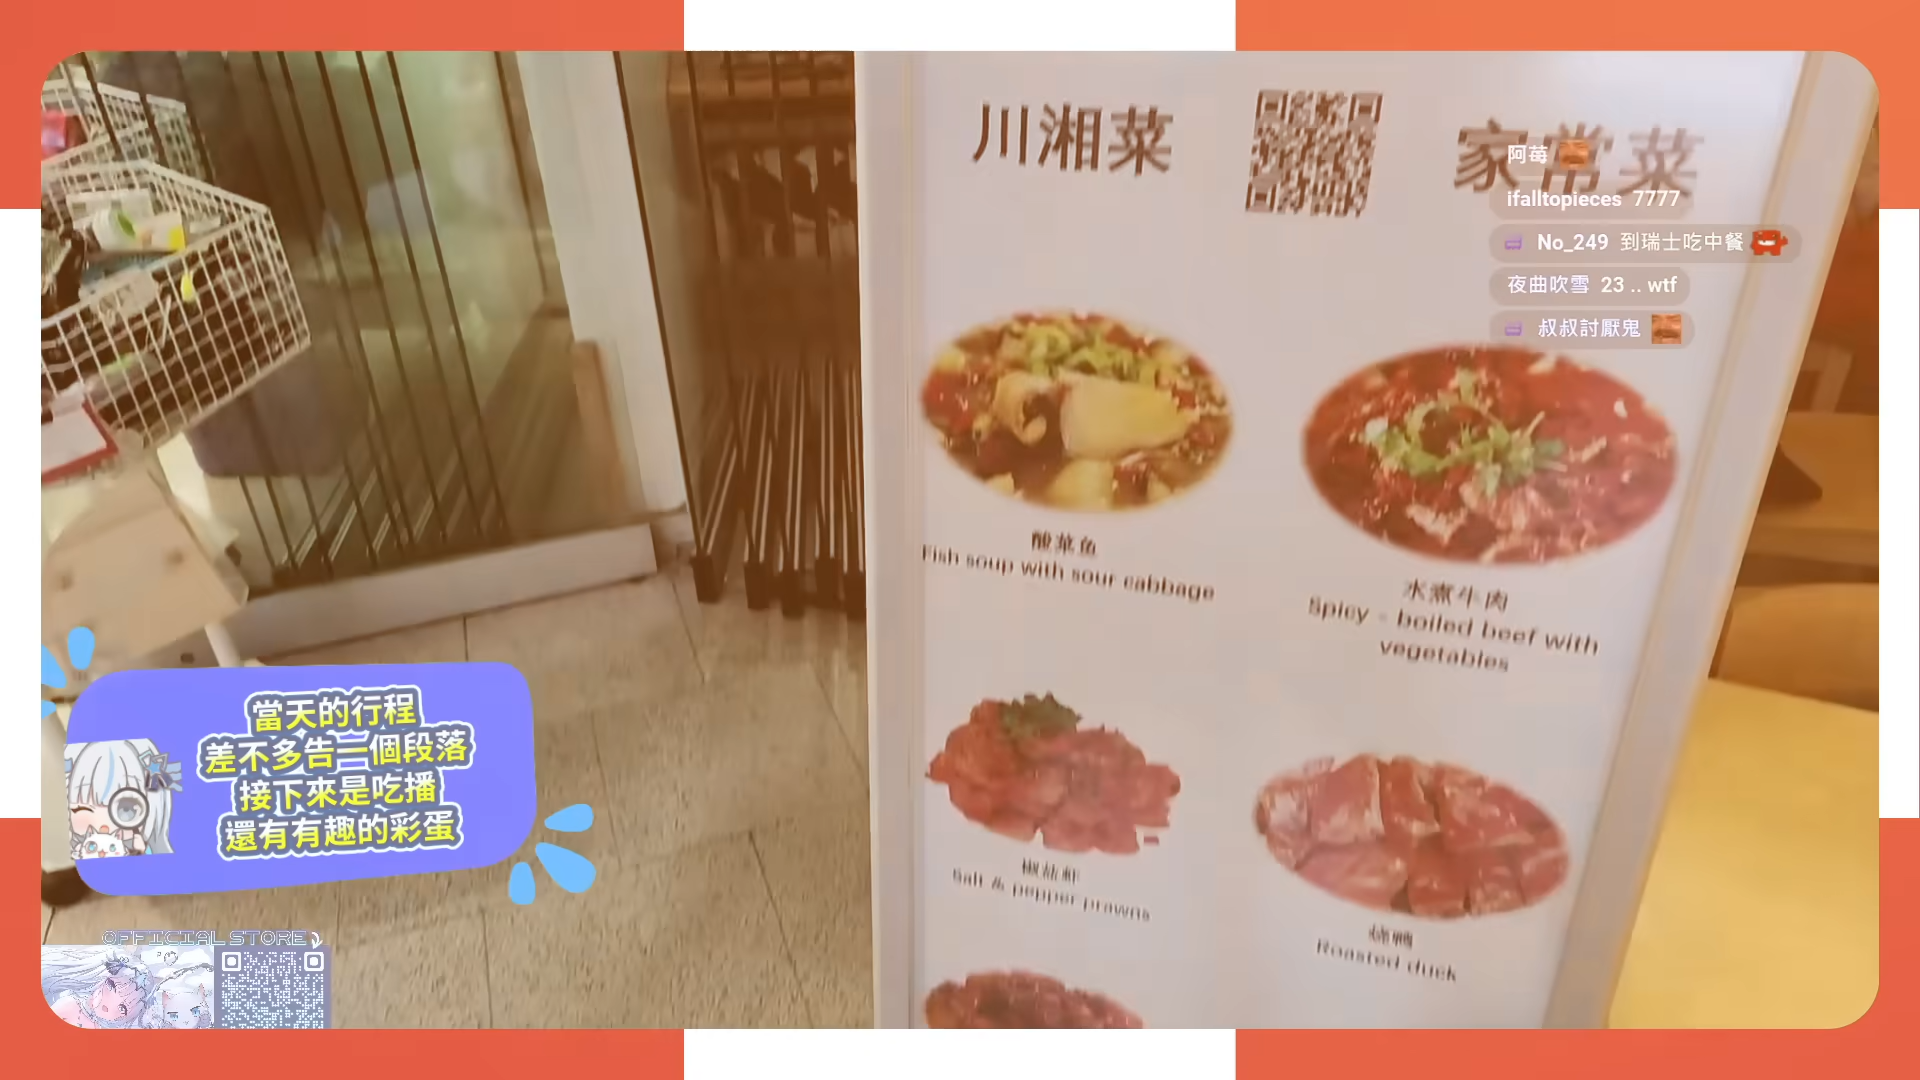 川湘菜
家常菜
阿莓
ifalltopieces 7777
No_249 到瑞士吃中餐
夜曲吹雪 23 .. wtf
叔叔討厭鬼
酸菜鱼
Fish soup with sour cabbage
水煮牛肉
Spicy - boiled beef with
vegetables
椒盐虾
Salt & pepper prawns
烧鸭
Roasted duck
當天的行程
差不多告一個段落
接下來是吃播
還有有趣的彩蛋
OFFICIAL STORE